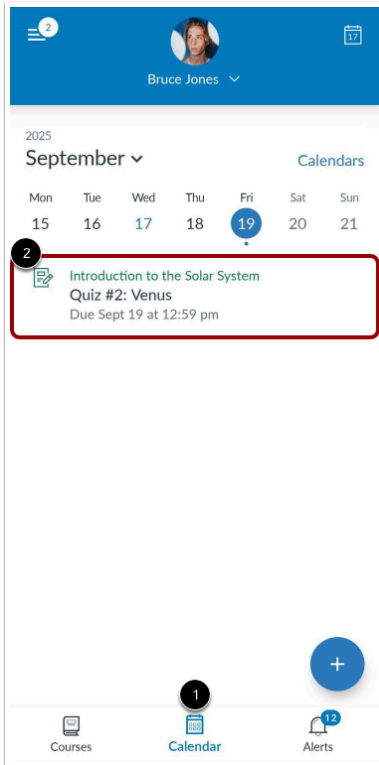 2
17
Bruce Jones
2025
September
Calendars
Mon Tue Wed Thu Fri Sat Sun
15 16 17 18 19 20 21
2
Introduction to the Solar System
Quiz #2: Venus
Due Sept 19 at 12:59 pm
+
1
12
Courses Calendar Alerts